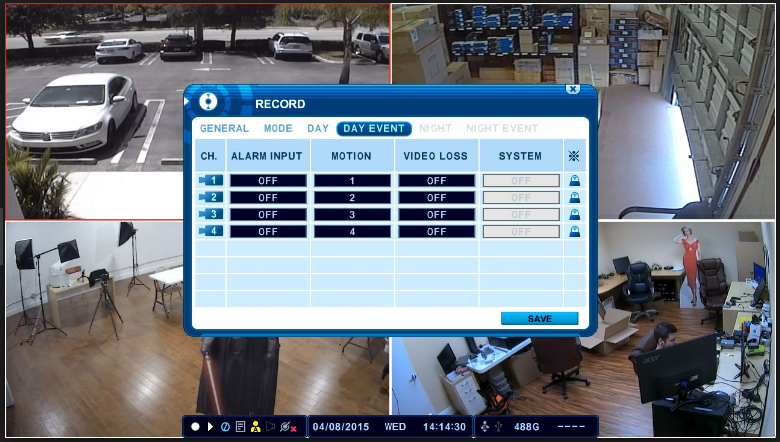 RECORD
GENERAL MODE DAY DAY EVENT NIGHT NIGHT EVENT
CH. ALARM INPUT MOTION VIDEO LOSS SYSTEM
1 OFF 1 OFF OFF
2 OFF 2 OFF OFF
3 OFF 3 OFF OFF
4 OFF 4 OFF OFF
SAVE
acer
04/08/2015 WED 14:14:30 488G ----